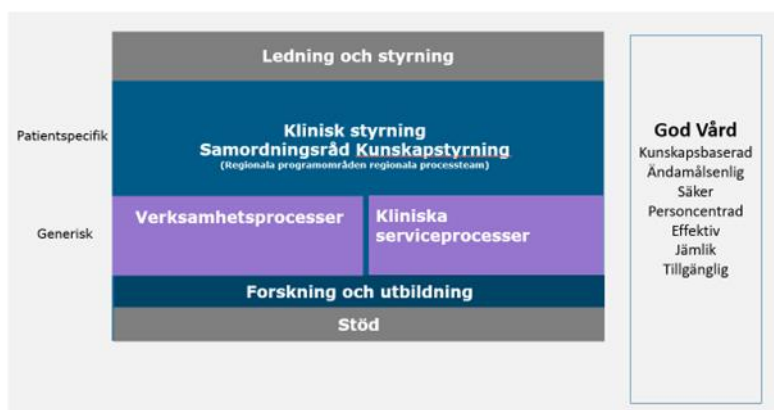 Ledning och styrning
Patientspecifik
Klinisk styrning
Samordningsråd Kunskapstyrning
(Regionala programområden regionala processteam)
Generisk
Verksamhetsprocesser
Kliniska
serviceprocesser
Forskning och utbildning
Stöd
God Vård
Kunskapsbaserad
Ändamålsenlig
Säker
Personcentrad
Effektiv
Jämlik
Tillgänglig